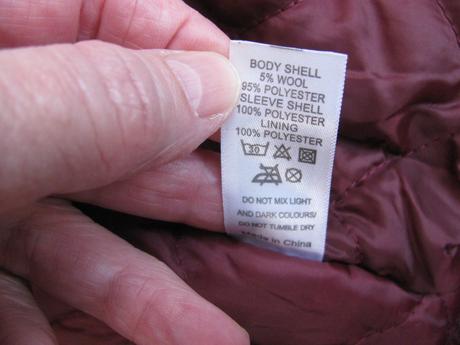 BODY SHELL
5% WOOL
95% POLYESTER
SLEEVE SHELL
100% POLYESTER
LINING
100% POLYESTER
30
DO NOT MIX LIGHT
AND DARK COLOURS/
DO NOT TUMBLE DRY
Made in China